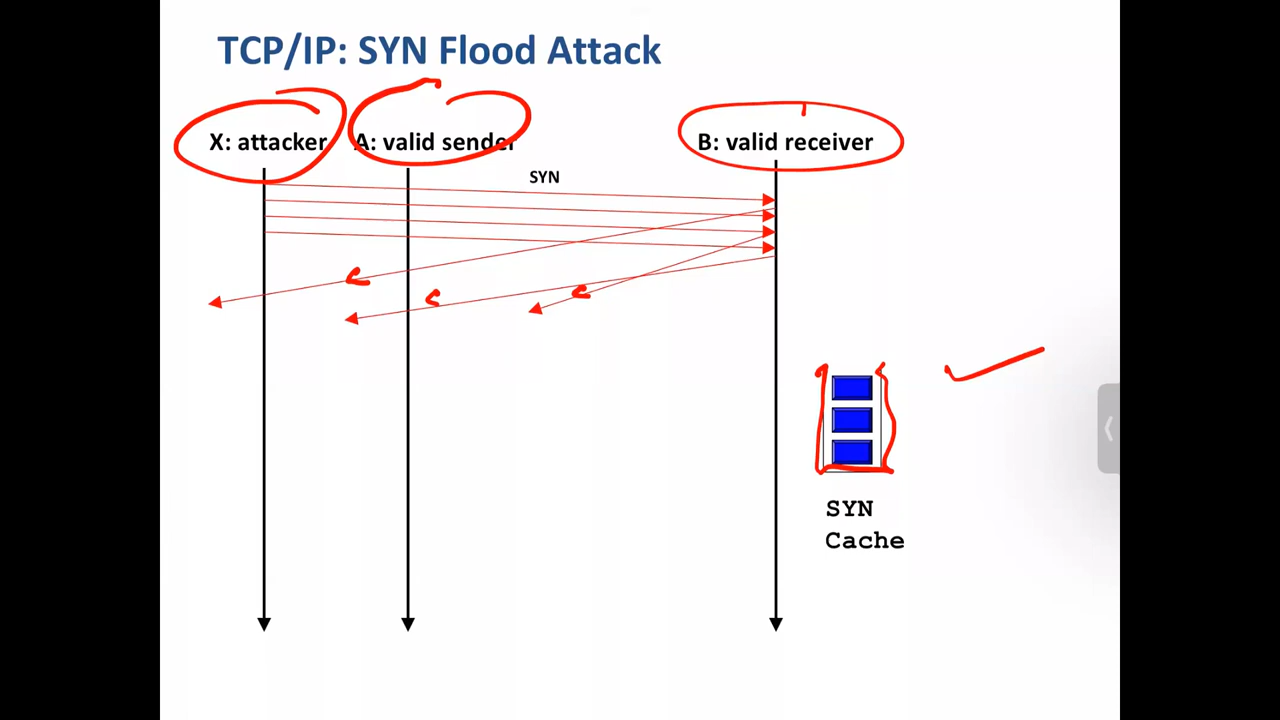 TCP/IP: SYN Flood Attack
X: attacker A: valid sender B: valid receiver
SYN
SYN
Cache